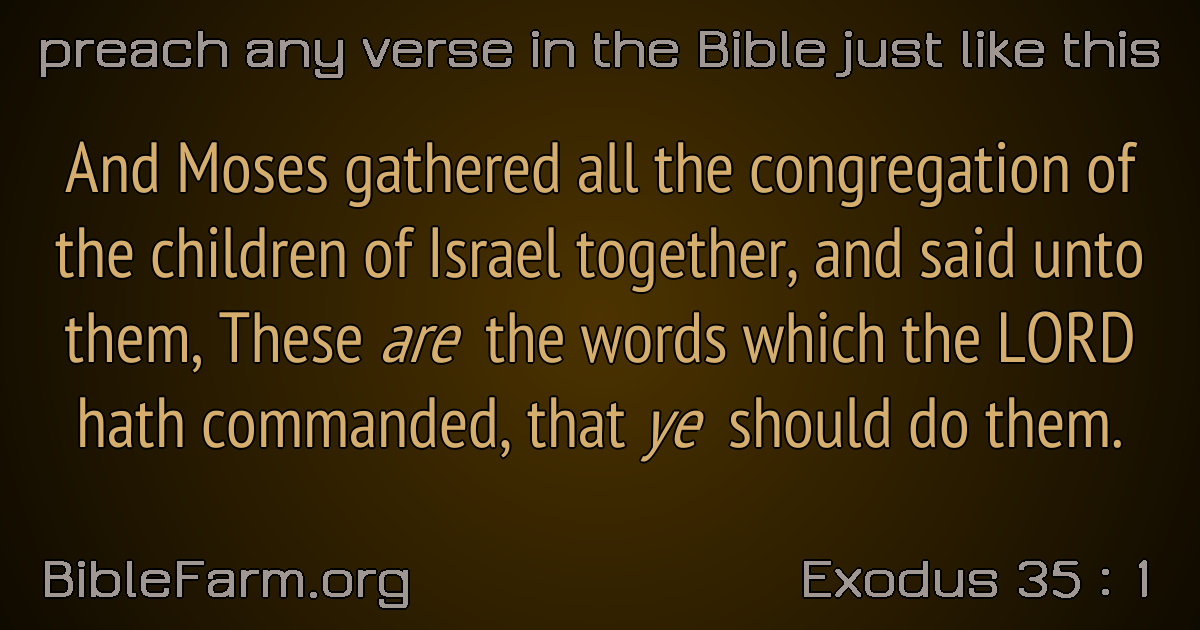 preach any verse in the Bible just like this
And Moses gathered all the congregation of
the children of Israel together, and said unto
them, These are the words which the LORD
hath commanded, that ye should do them.
BibleFarm.org
Exodus 35 : 1